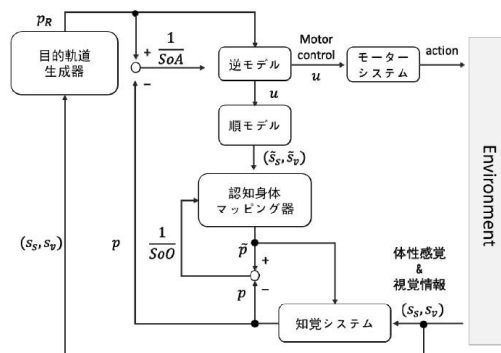 p_R
目的軌道
生成器
+
1/SoA
−
逆モデル
Motor
control
u
モーター
システム
action
u
順モデル
(s̃_S, s̃_v)
認知身体
マッピング器
(s_S, s_v)
p
1/SoO
p̃
+
p
−
体性感覚
&
視覚情報
(s_S, s_v)
知覚システム
Environment